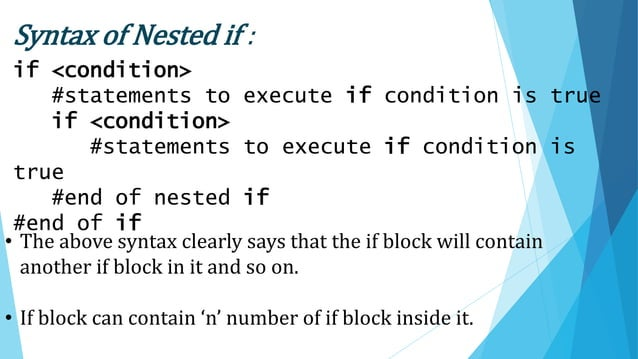 Syntax of Nested if :
if <condition>
#statements to execute if condition is true
if <condition>
#statements to execute if condition is
true
#end of nested if
#end of if
• The above syntax clearly says that the if block will contain
another if block in it and so on.
• If block can contain ‘n’ number of if block inside it.